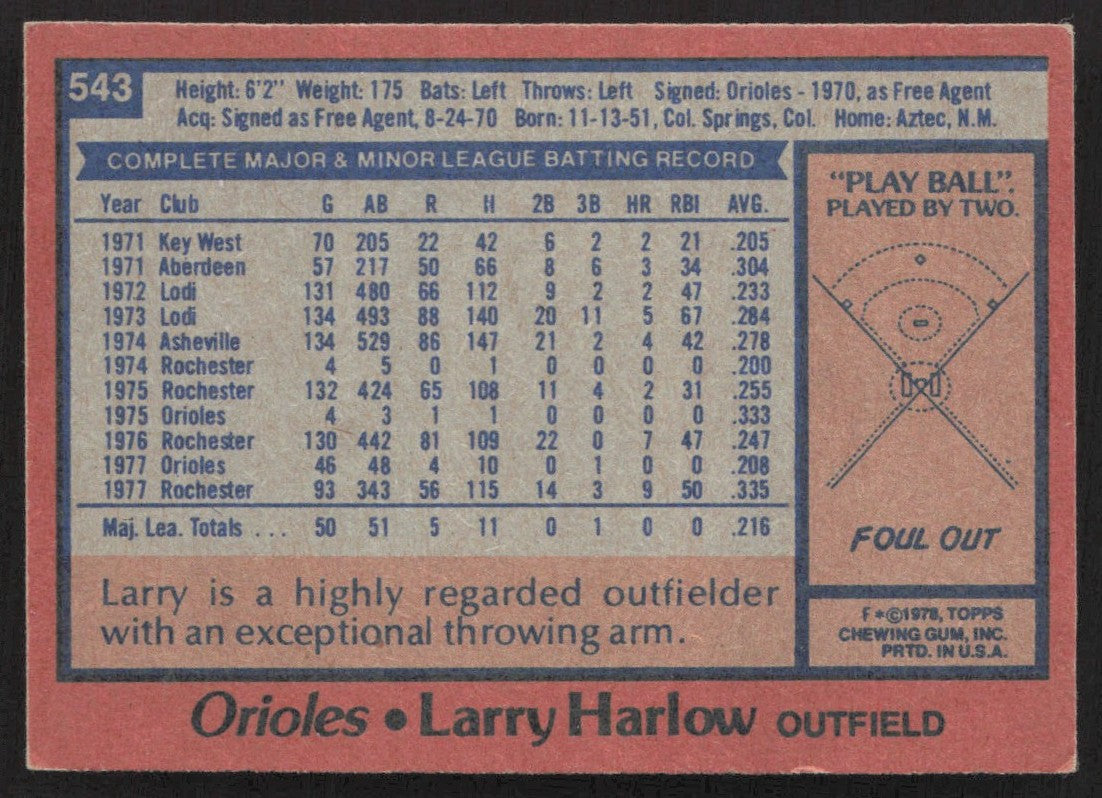 543
Height: 6'2" Weight: 175 Bats: Left Throws: Left Signed: Orioles - 1970, as Free Agent
Acq: Signed as Free Agent, 8-24-70 Born: 11-13-51, Col. Springs, Col. Home: Aztec, N.M.
COMPLETE MAJOR & MINOR LEAGUE BATTING RECORD
Year Club G AB R H 2B 3B HR RBI AVG.
1971 Key West 70 205 22 42 6 2 2 21 .205
1971 Aberdeen 57 217 50 66 8 6 3 34 .304
1972 Lodi 131 480 66 112 9 2 2 47 .233
1973 Lodi 134 493 88 140 20 11 5 67 .284
1974 Asheville 134 529 86 147 21 2 4 42 .278
1974 Rochester 4 5 0 1 0 0 0 0 .200
1975 Rochester 132 424 65 108 11 4 2 31 .255
1975 Orioles 4 3 1 1 0 0 0 0 .333
1976 Rochester 130 442 81 109 22 0 7 47 .247
1977 Orioles 46 48 4 10 0 1 0 0 .208
1977 Rochester 93 343 56 115 14 3 9 50 .335
Maj. Lea. Totals . . . 50 51 5 11 0 1 0 0 .216
Larry is a highly regarded outfielder
with an exceptional throwing arm.
"PLAY BALL".
PLAYED BY TWO.
FOUL OUT
F*©1978, TOPPS
CHEWING GUM, INC.
PRTD. IN U.S.A.
Orioles • Larry Harlow OUTFIELD